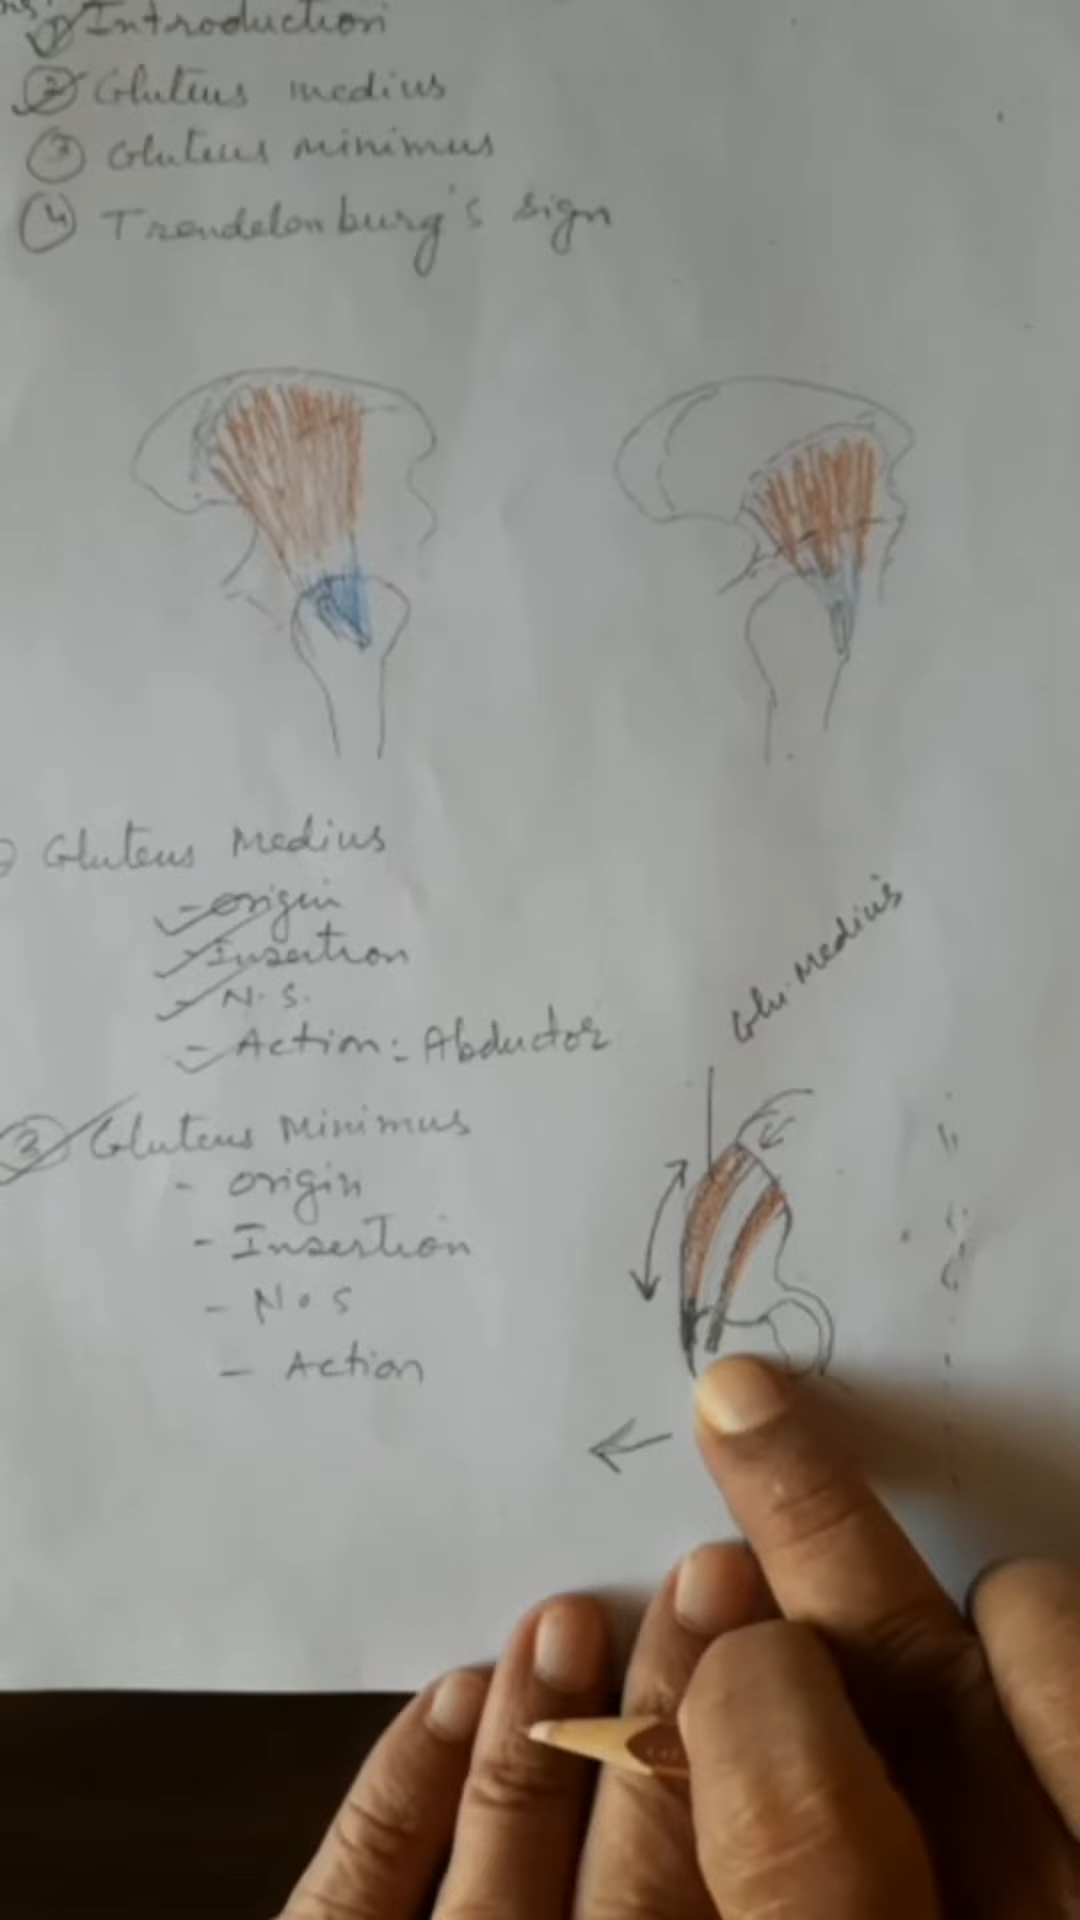 ① Introduction
② Gluteus medius
③ Gluteus minimus
④ Trendelenburg's sign
Gluteus Medius
- origin
- Insertion
- N.S.
- Action: Abductor
Glu. Medius
③ Gluteus Minimus
- origin
- Insertion
- N.S
- Action